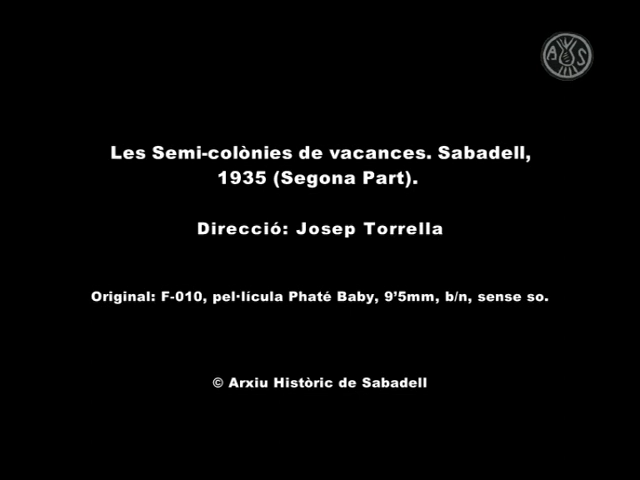 AS
Les Semi-colònies de vacances. Sabadell,
1935 (Segona Part).
Direcció: Josep Torrella
Original: F-010, pel·lícula Phaté Baby, 9’5mm, b/n, sense so.
© Arxiu Històric de Sabadell